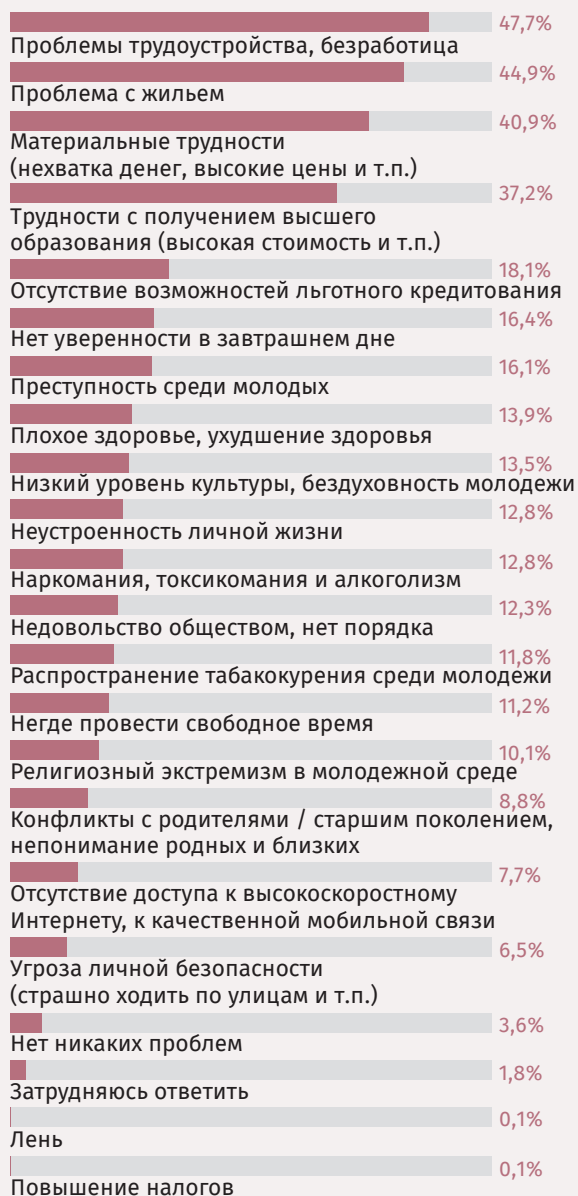 47,7%
Проблемы трудоустройства, безработица
44,9%
Проблема с жильем
40,9%
Материальные трудности
(нехватка денег, высокие цены и т.п.)
37,2%
Трудности с получением высшего
образования (высокая стоимость и т.п.)
18,1%
Отсутствие возможностей льготного кредитования
16,4%
Нет уверенности в завтрашнем дне
16,1%
Преступность среди молодых
13,9%
Плохое здоровье, ухудшение здоровья
13,5%
Низкий уровень культуры, бездуховность молодежи
12,8%
Неустроенность личной жизни
12,8%
Наркомания, токсикомания и алкоголизм
12,3%
Недовольство обществом, нет порядка
11,8%
Распространение табакокурения среди молодежи
11,2%
Негде провести свободное время
10,1%
Религиозный экстремизм в молодежной среде
8,8%
Конфликты с родителями / старшим поколением,
непонимание родных и близких
7,7%
Отсутствие доступа к высокоскоростному
Интернету, к качественной мобильной связи
6,5%
Угроза личной безопасности
(страшно ходить по улицам и т.п.)
3,6%
Нет никаких проблем
1,8%
Затрудняюсь ответить
0,1%
Лень
0,1%
Повышение налогов